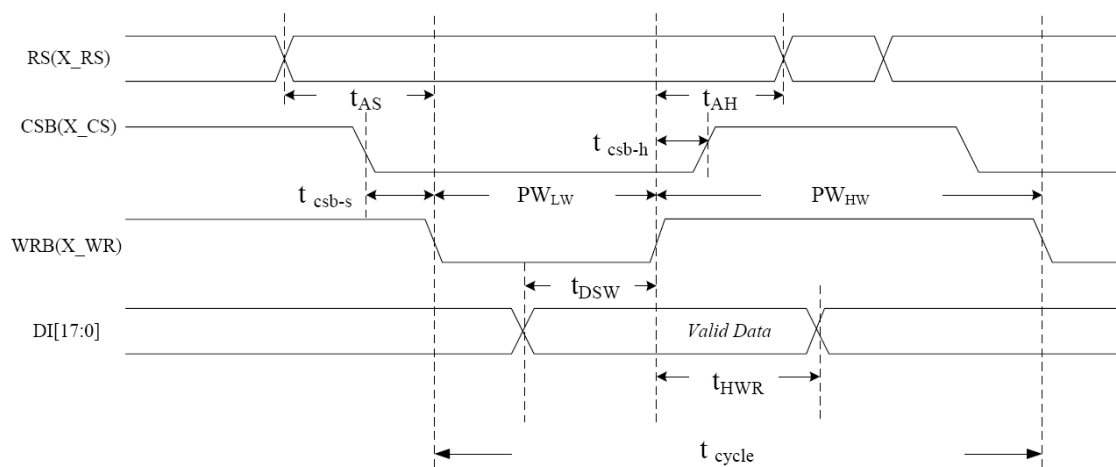 RS(X_RS)
tAS
tAH
CSB(X_CS)
t csb-h
t csb-s
PWLW
PWHW
WRB(X_WR)
tDSW
DI[17:0]
Valid Data
tHWR
t cycle